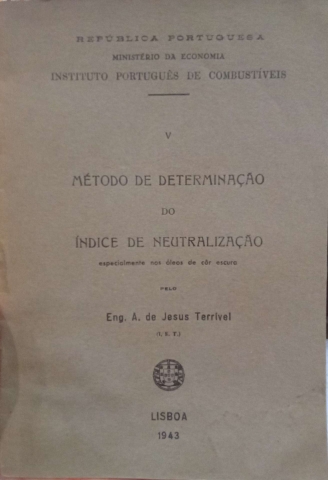 REPÚBLICA PORTUGUESA
MINISTÉRIO DA ECONOMIA
INSTITUTO PORTUGUÊS DE COMBUSTÍVEIS
V
MÉTODO DE DETERMINAÇÃO
DO
ÍNDICE DE NEUTRALIZAÇÃO
especialmente nos óleos de côr escura
PELO
Eng. A. de Jesus Terrível
(I. S. T.)
LISBOA
1943